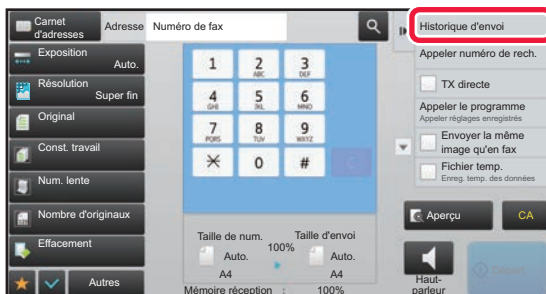 Carnet
d'adresses
Adresse
Numéro de fax
Exposition
Auto.
Résolution
Super fin
Original
Const. travail
Num. lente
Nombre d'originaux
Effacement
Autres
1
2
ABC
3
DEF
4
GHI
5
JKL
6
MNO
7
PQRS
8
TUV
9
WXYZ
0
#
C
Taille de num.
100%
Taille d'envoi
Auto.
A4
Auto.
A4
Mémoire réception : 100%
Historique d'envoi
Appeler numéro de rech.
TX directe
Appeler le programme
Appeler réglages enregistrés
Envoyer la même
image qu'en fax
Fichier temp.
Enreg. temp. des données
Aperçu
CA
Haut-
parleur
Départ